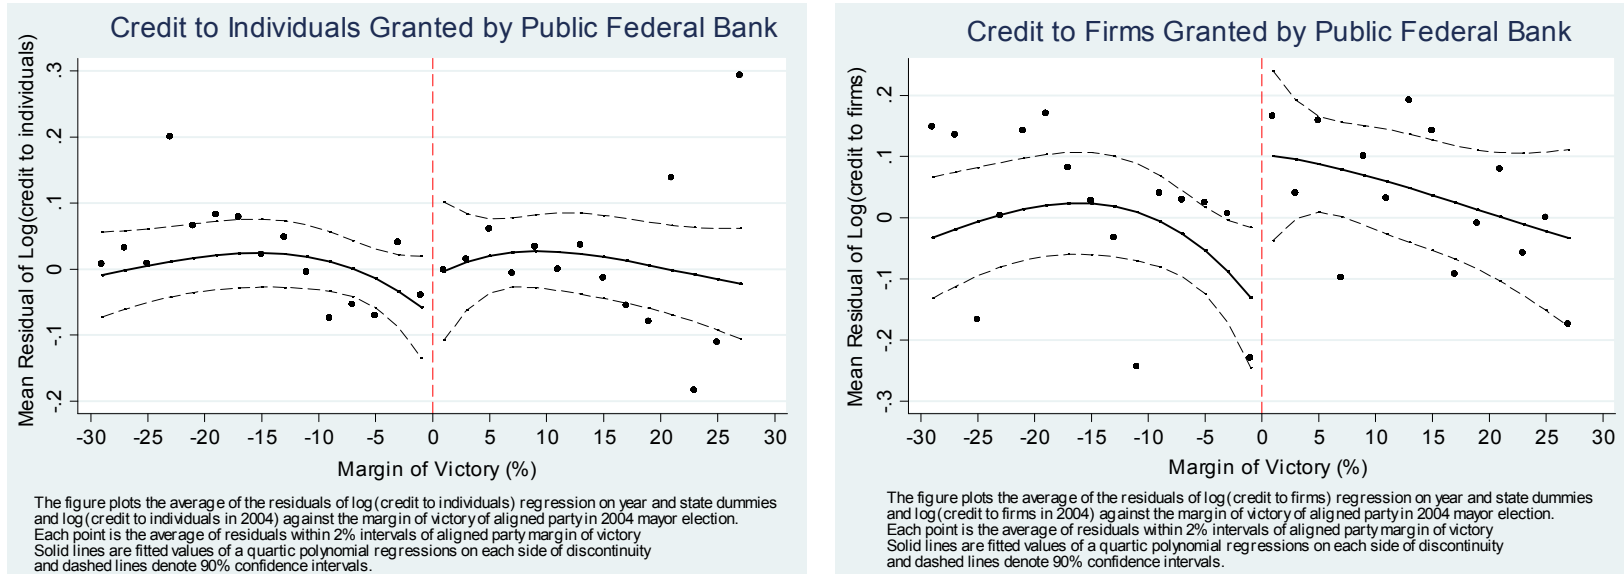 Credit to Individuals Granted by Public Federal Bank
Mean Residual of Log(credit to individuals)
.3
.2
.1
0
-.1
-.2
-30 -25 -20 -15 -10 -5 0 5 10 15 20 25 30
Margin of Victory (%)
The figure plots the average of the residuals of log(credit to individuals) regression on year and state dummies
and log(credit to individuals in 2004) against the margin of victory of aligned party in 2004 mayor election.
Each point is the average of residuals within 2% intervals of aligned party margin of victory
Solid lines are fitted values of a quartic polynomial regressions on each side of discontinuity
and dashed lines denote 90% confidence intervals.
Credit to Firms Granted by Public Federal Bank
Mean Residual of Log(credit to firms)
.2
.1
0
-.1
-.2
-.3
-30 -25 -20 -15 -10 -5 0 5 10 15 20 25 30
Margin of Victory (%)
The figure plots the average of the residuals of log(credit to firms) regression on year and state dummies
and log(credit to firms in 2004) against the margin of victory of aligned party in 2004 mayor election.
Each point is the average of residuals within 2% intervals of aligned party margin of victory
Solid lines are fitted values of a quartic polynomial regressions on each side of discontinuity
and dashed lines denote 90% confidence intervals.